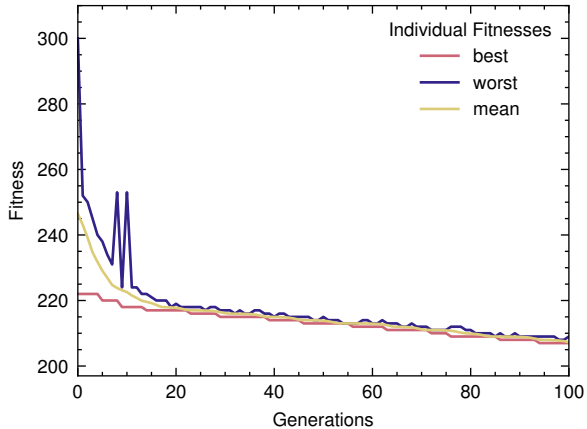 300
280
260
240
220
200
Fitness
Individual Fitnesses
best
worst
mean
0 20 40 60 80 100
Generations